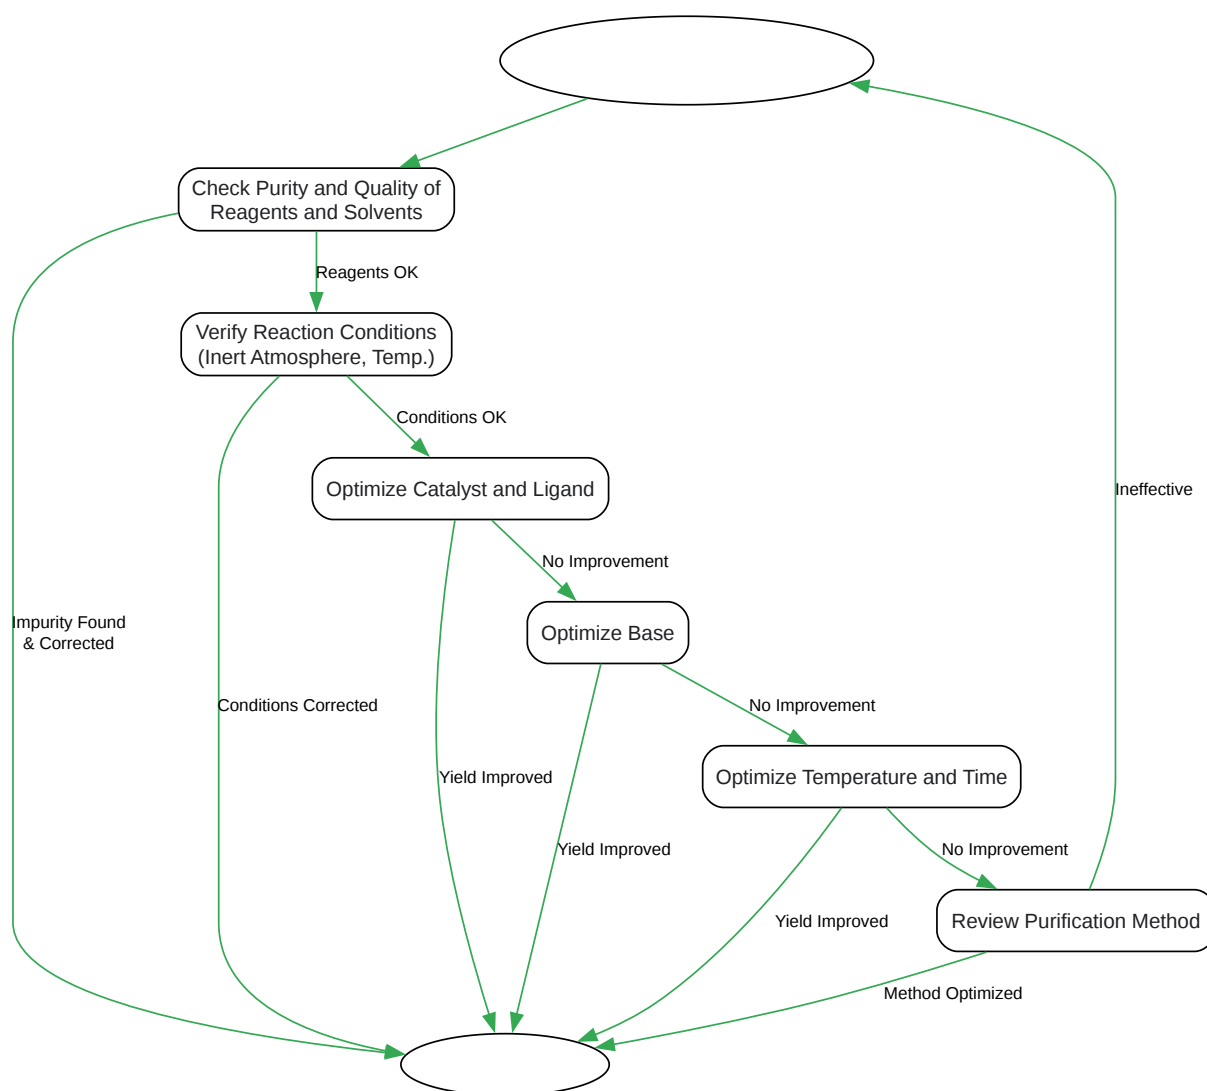 Check Purity and Quality of
Reagents and Solvents
Reagents OK
Verify Reaction Conditions
(Inert Atmosphere, Temp.)
Conditions OK
Optimize Catalyst and Ligand
Ineffective
No Improvement
Impurity Found
& Corrected
Optimize Base
Conditions Corrected
No Improvement
Yield Improved
Optimize Temperature and Time
Yield Improved
No Improvement
Yield Improved
Review Purification Method
Method Optimized